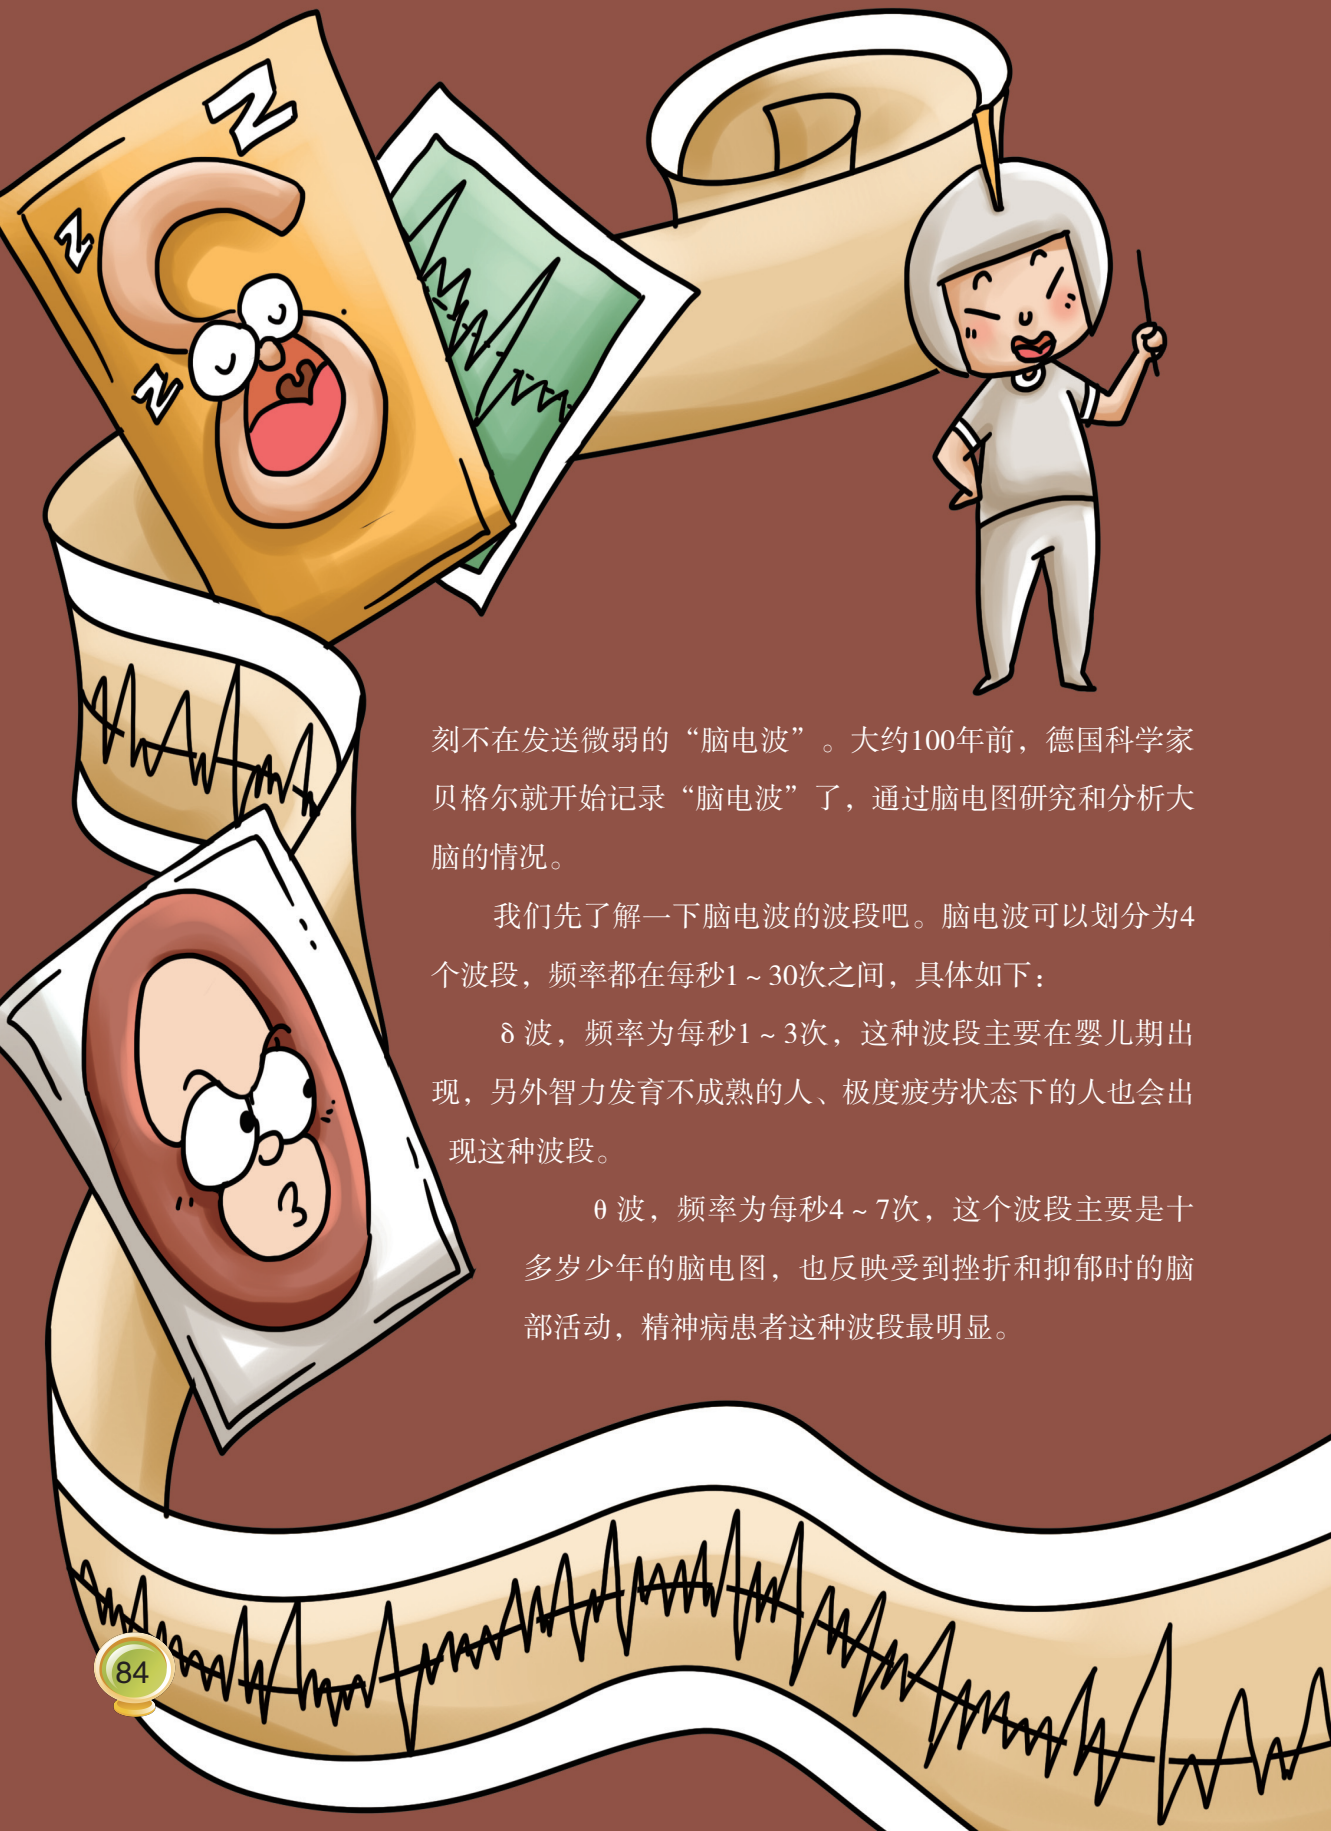 Z
Z
Z
刻不在发送微弱的“脑电波”。大约100年前，德国科学家
贝格尔就开始记录“脑电波”了，通过脑电图研究和分析大
脑的情况。
我们先了解一下脑电波的波段吧。脑电波可以划分为4
个波段，频率都在每秒1～30次之间，具体如下：
δ 波，频率为每秒1～3次，这种波段主要在婴儿期出
现，另外智力发育不成熟的人、极度疲劳状态下的人也会出
现这种波段。
θ 波，频率为每秒4～7次，这个波段主要是十
多岁少年的脑电图，也反映受到挫折和抑郁时的脑
部活动，精神病患者这种波段最明显。
84